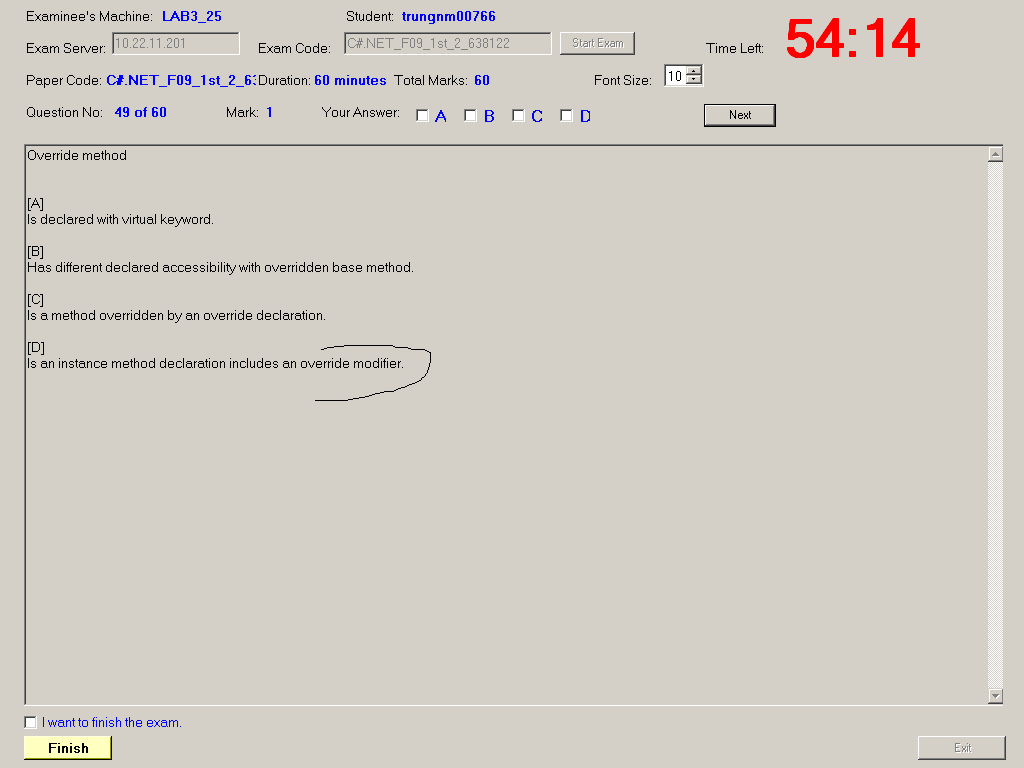 Examinee's Machine: LAB3_25 Student: trungnm00766
Exam Server: 10.22.11.201 Exam Code: C#.NET_F09_1st_2_638122 Start Exam Time Left: 54:14
Paper Code: C#.NET_F09_1st_2_6 Duration: 60 minutes Total Marks: 60 Font Size: 10
Question No: 49 of 60 Mark: 1 Your Answer: A B C D Next
Override method
[A]
Is declared with virtual keyword.
[B]
Has different declared accessibility with overridden base method.
[C]
Is a method overridden by an override declaration.
[D]
Is an instance method declaration includes an override modifier.
I want to finish the exam.
Finish Exit